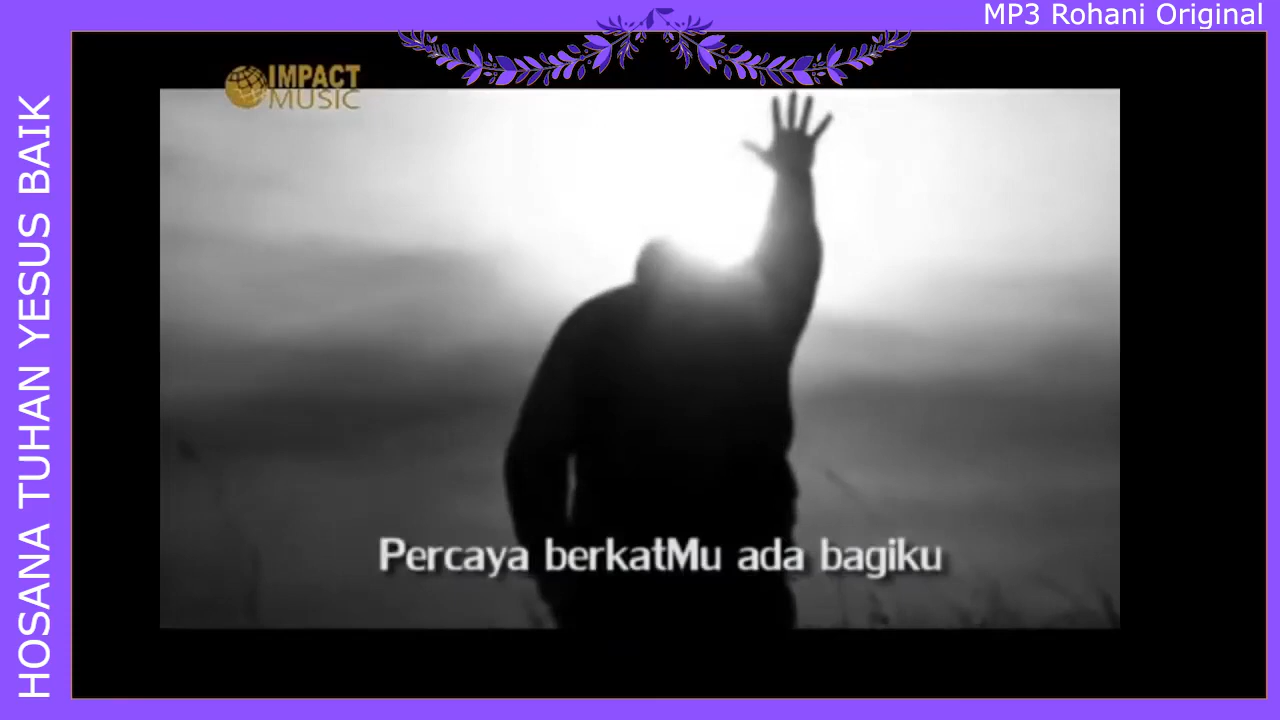 MP3 Rohani Original
IMPACT
MUSIC
HOSANA TUHAN YESUS BAIK
Percaya berkatMu ada bagiku